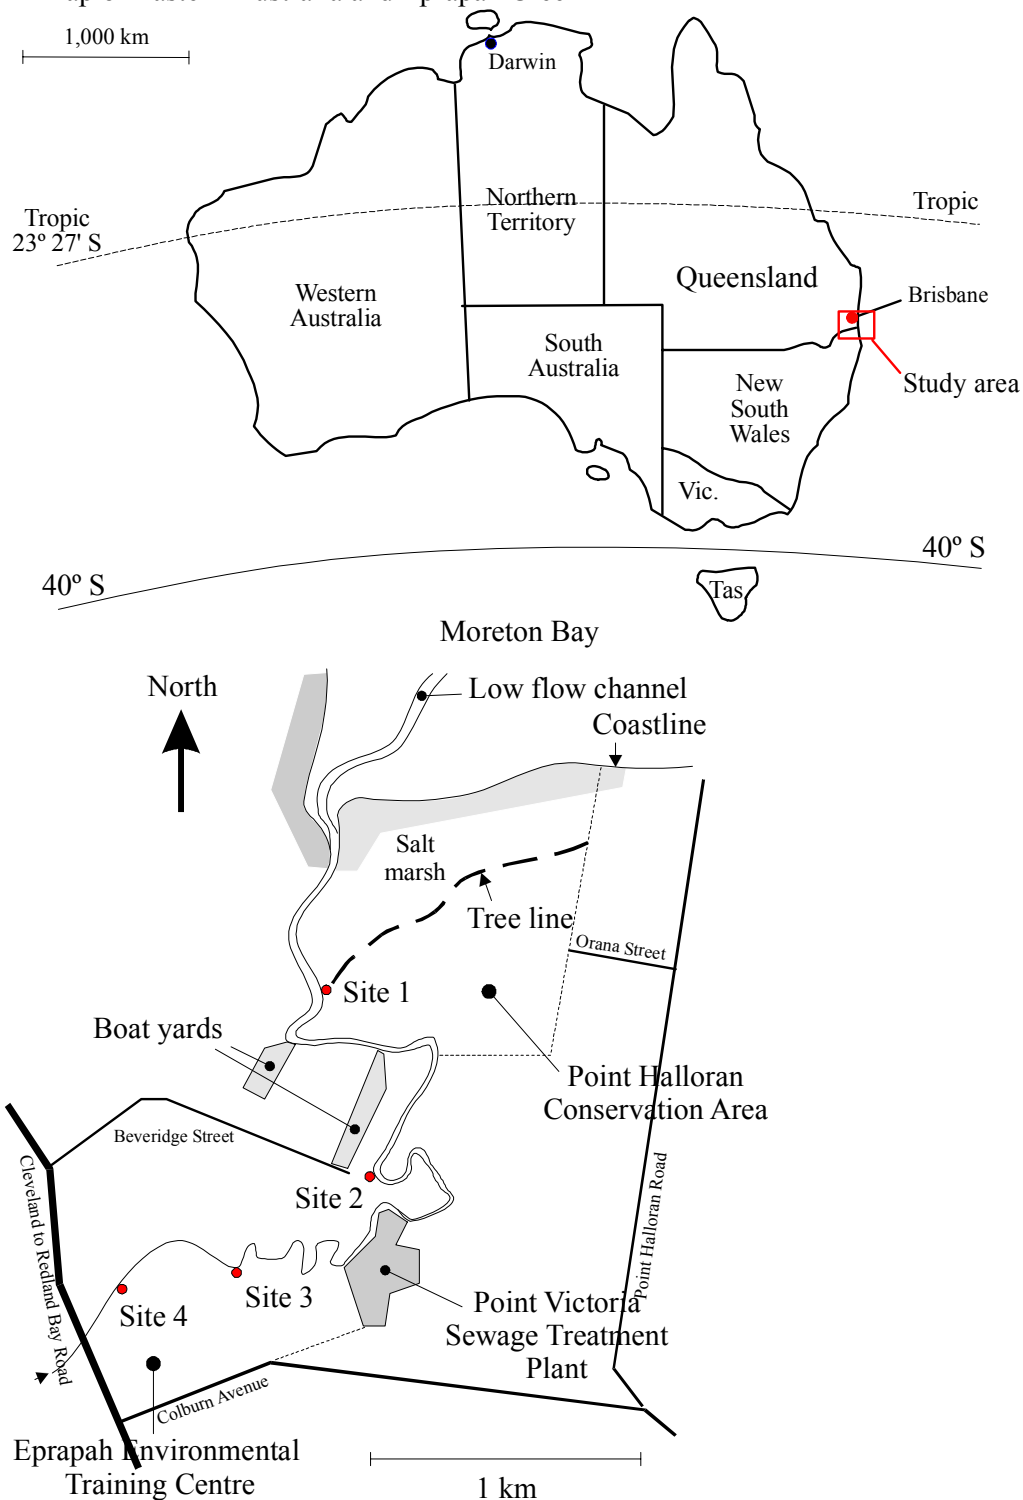 1,000 km
Darwin
Northern
Territory
Tropic
Tropic
23º 27' S
Queensland
Western
Australia
Brisbane
South
Australia
Study area
New
South
Wales
Vic.
40º S
40º S
Tas
Moreton Bay
North
Low flow channel
Coastline
Salt
marsh
Tree line
Orana Street
Site 1
Boat yards
Point Halloran
Conservation Area
Beveridge Street
Cleveland to Redland Bay Road
Site 2
Point Halloran Road
Site 3
Site 4
Point Victoria
Sewage Treatment
Plant
Colburn Avenue
Eprapah Environmental
Training Centre
1 km